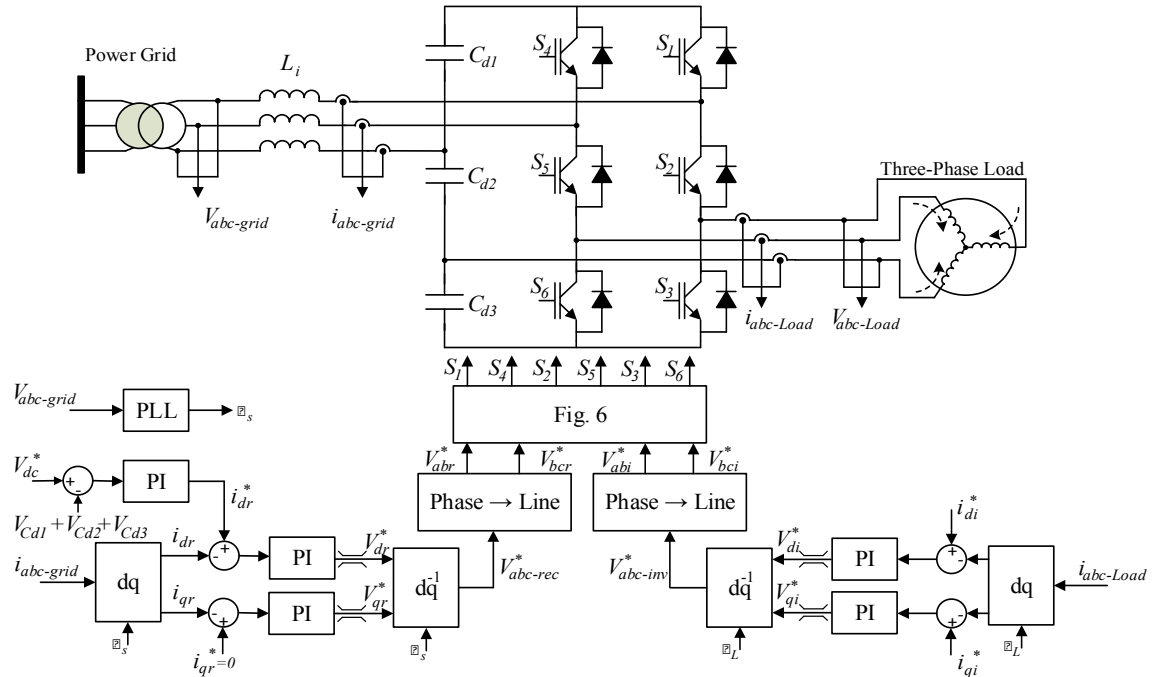 Power Grid
L_i
C_d1
S_4
S_1
C_d2
S_5
S_2
Three-Phase Load
V_abc-grid
i_abc-grid
C_d3
S_6
S_3
i_abc-Load
V_abc-Load
S_1 S_4 S_2 S_5 S_3 S_6
Fig. 6
V_abc-grid
PLL
s
V*_abr
V*_bcr
V*_abi
V*_bci
V*_dc
+
-
PI
i*_dr
Phase → Line
Phase → Line
V_Cd1 + V_Cd2 + V_Cd3
i_abc-grid
dq
i_dr
- +
PI
V*_dr
dq^-1
V*_abc-rec
i_qr
-
+
PI
V*_qr
i*_qr=0
s
s
V*_abc-inv
dq^-1
V*_di
PI
i*_di
+ -
dq
i_abc-Load
V*_qi
PI
+ -
i*_qi
L
L